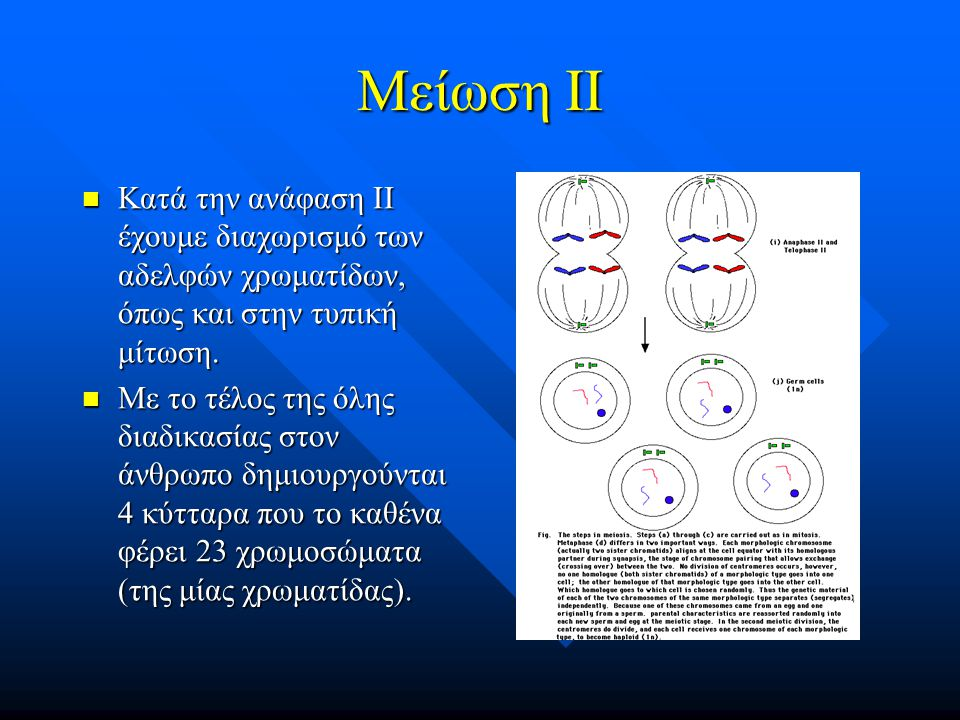 Μείωση ΙΙ
Κατά την ανάφαση ΙΙ
έχουμε διαχωρισμό των
αδελφών χρωματίδων,
όπως και στην τυπική
μίτωση.
Με το τέλος της όλης
διαδικασίας στον
άνθρωπο δημιουργούνται
4 κύτταρα που το καθένα
φέρει 23 χρωμοσώματα
(της μίας χρωματίδας).
(i) Anaphase II and
Telophase II
(j) Germ cells
(1n)
Fig. The steps in meiosis. Steps (a) through (c) are carried out as in mitosis.
Metaphase (d) differs in two important ways. Each morphologic chromosome
(actually two sister chromatids) aligns at the cell equator with its homologous
partner during synapsis, the stage of chromosome pairing that allows exchange
(crossing over) between the two. No division of centromeres occurs, however,
no one homologue (both sister chromatids) of a morphologic type goes into one
cell; the other homologue of that morphologic type goes into the other cell.
Which homologue goes to which cell is chosen randomly. Thus the genetic material
of each of the two chromosomes of the same morphologic type separates (segregates)
independently. Because one of these chromosomes came from an egg and one
originally from a sperm. parental characteristics are reassorted randomly into
each new sperm and egg at the meiotic stage. In the second meiotic division, the
centromeres do divide, and each cell receives one chromosome of each morphologic
type, to become haploid (1n).